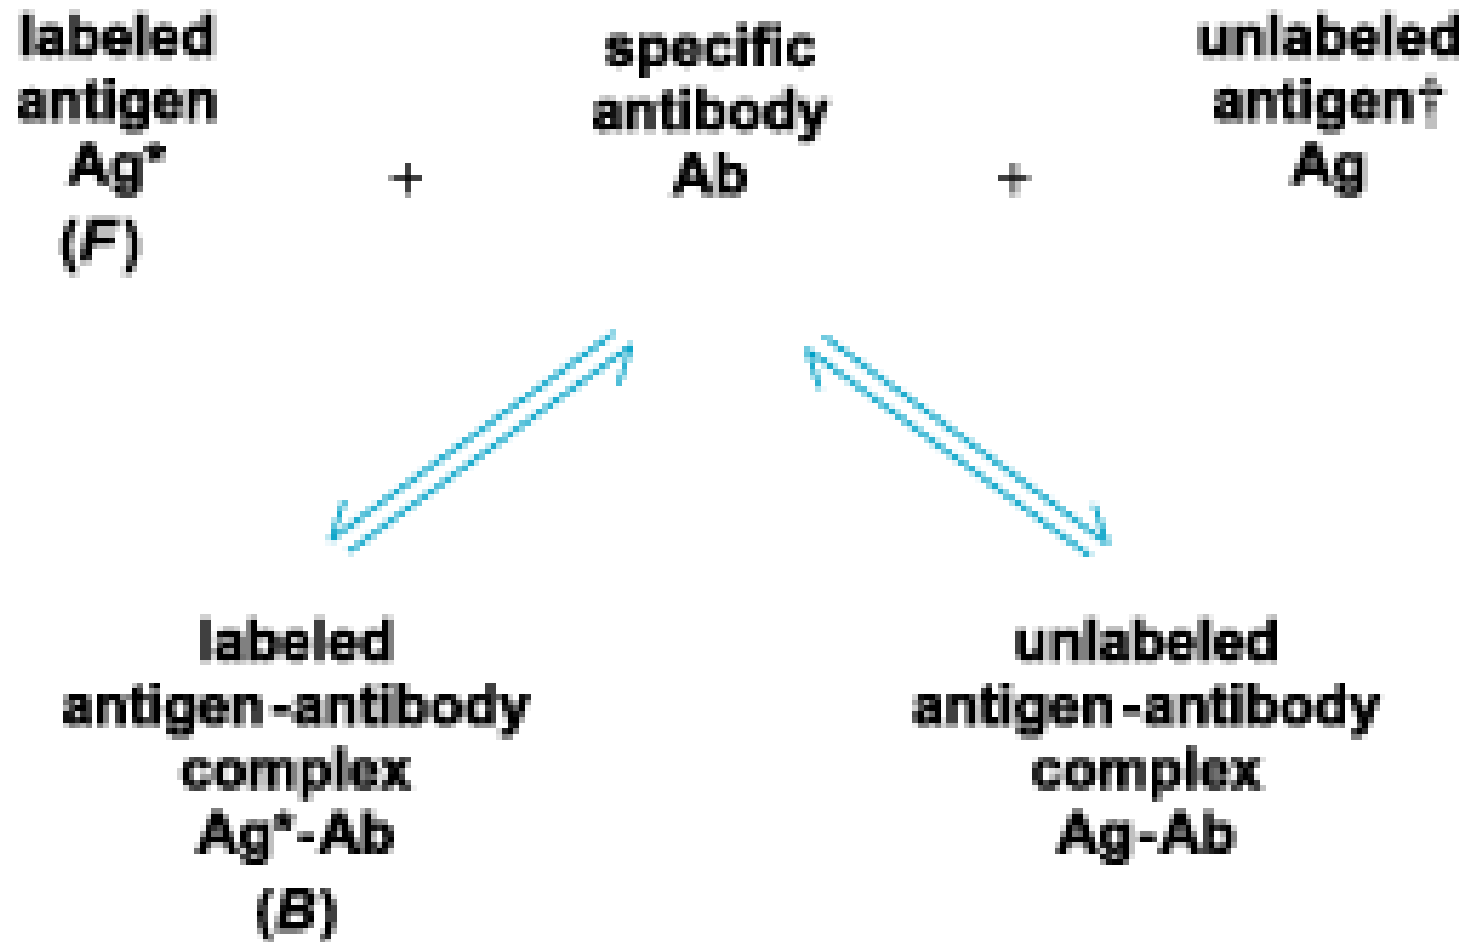 labeled
antigen
Ag*
(F)
+
specific
antibody
Ab
+
unlabeled
antigen†
Ag
labeled
antigen-antibody
complex
Ag*-Ab
(B)
unlabeled
antigen-antibody
complex
Ag-Ab